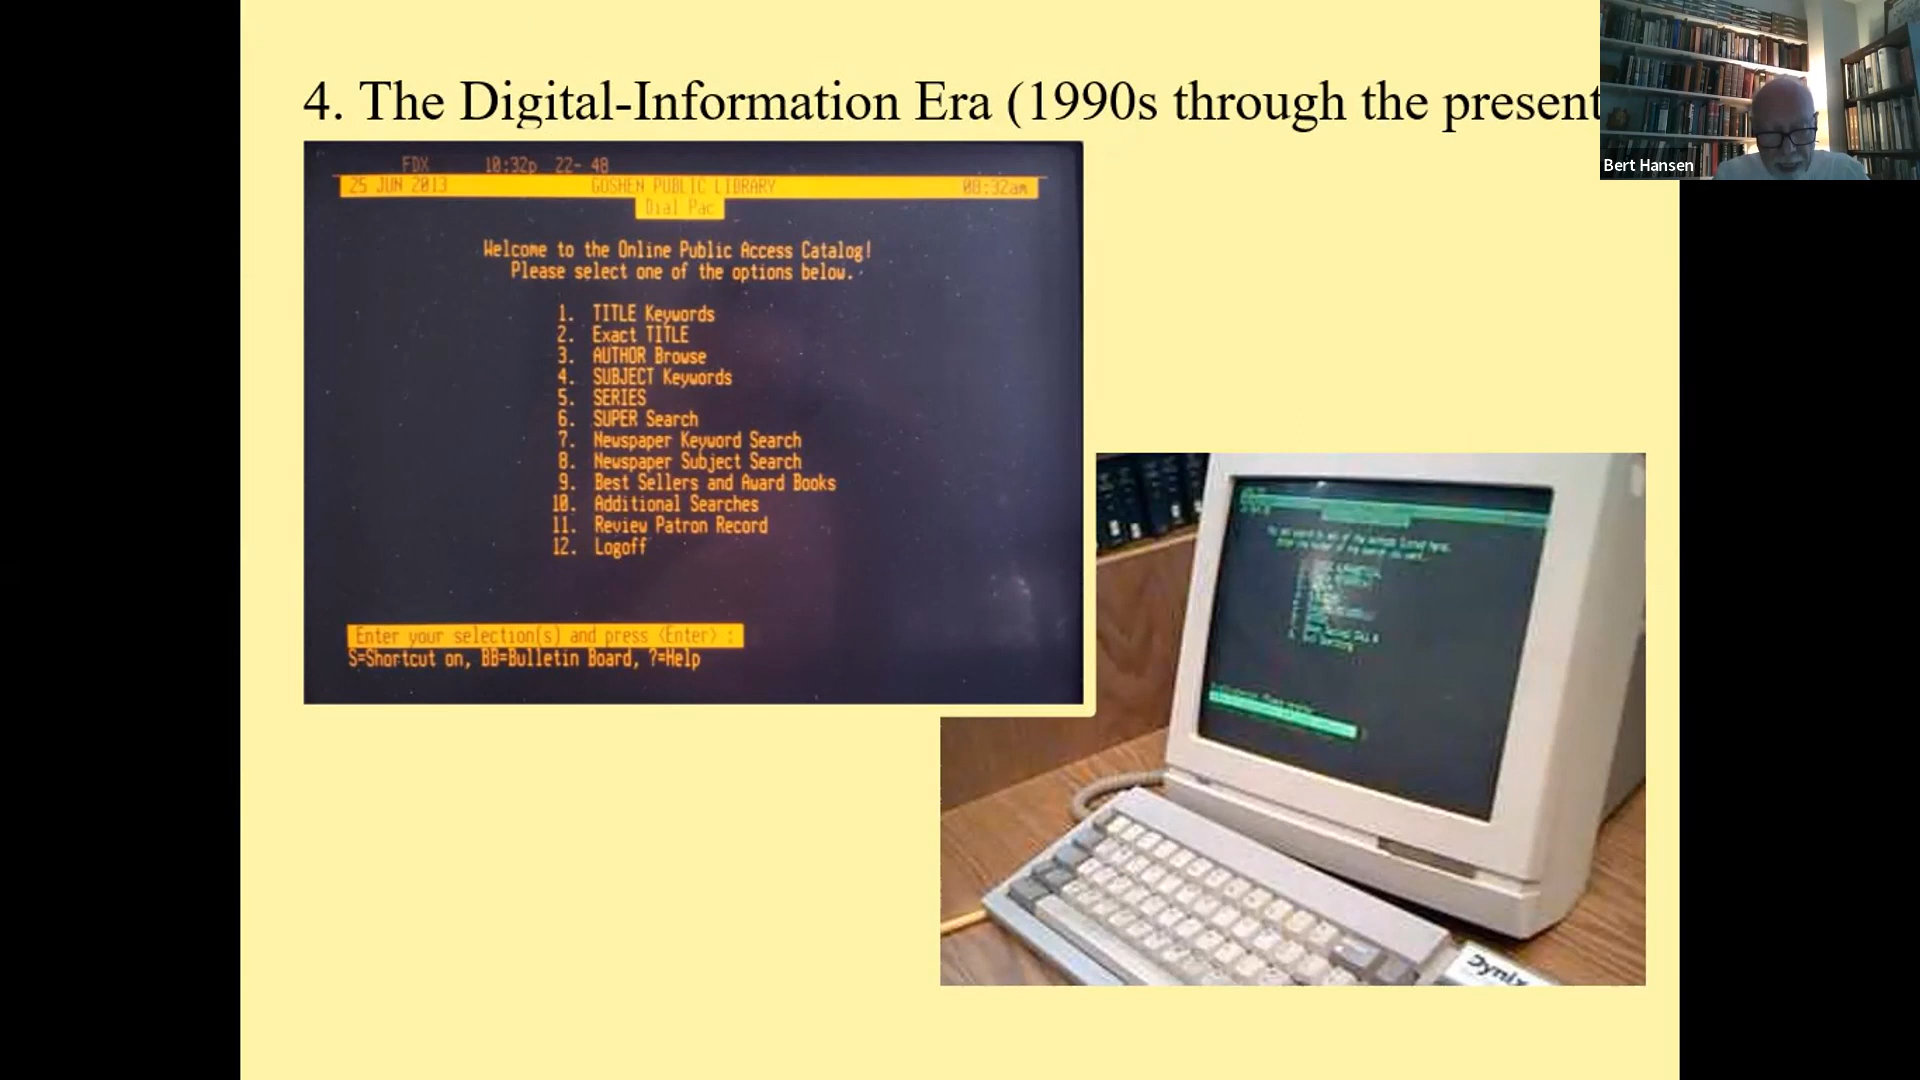 4. The Digital-Information Era (1990s through the present
Bert Hansen
FDX 10:32p 22- 48
25 JUN 2013 GOSHEN PUBLIC LIBRARY 08:32am
Dial Pac
Welcome to the Online Public Access Catalog!
Please select one of the options below.
1. TITLE Keywords
2. Exact TITLE
3. AUTHOR Browse
4. SUBJECT Keywords
5. SERIES
6. SUPER Search
7. Newspaper Keyword Search
8. Newspaper Subject Search
9. Best Sellers and Award Books
10. Additional Searches
11. Review Patron Record
12. Logoff
Enter your selection(s) and press <Enter> :
S=Shortcut on, BB=Bulletin Board, ?=Help
Dynix